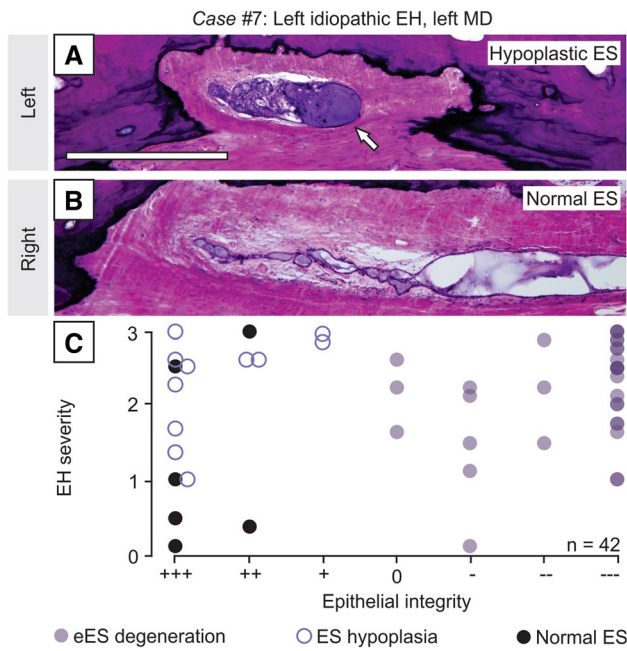 Case #7: Left idiopathic EH, left MD
Left
A
Hypoplastic ES
Right
B
Normal ES
C
EH severity
3
2
1
0
n = 42
+++ ++ + 0 - -- ---
Epithelial integrity
eES degeneration ES hypoplasia Normal ES